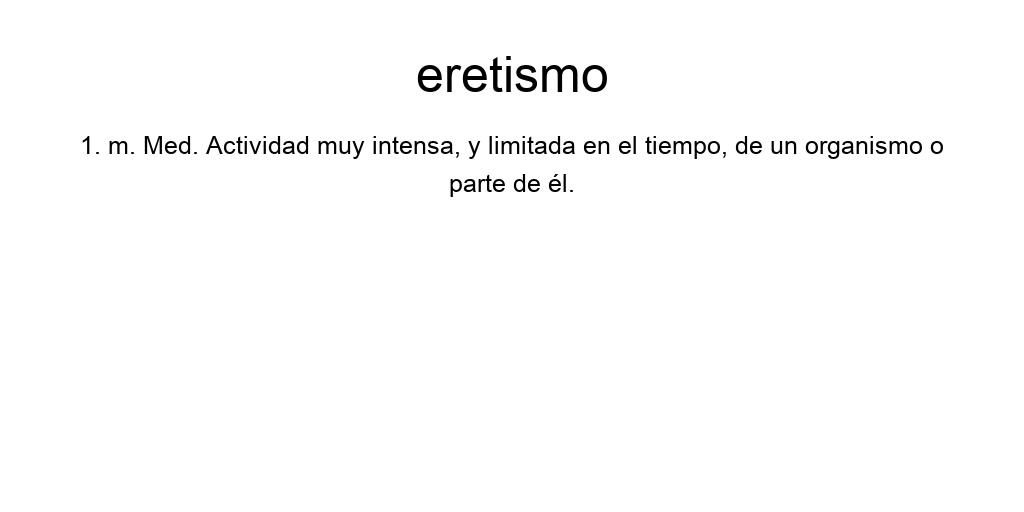 eretismo
1. m. Med. Actividad muy intensa, y limitada en el tiempo, de un organismo o
parte de él.